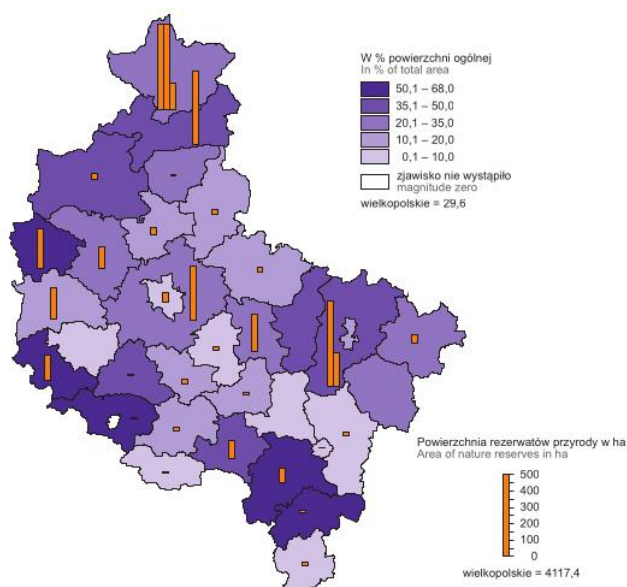 W % powierzchni ogólnej
In % of total area
50,1 – 68,0
35,1 – 50,0
20,1 – 35,0
10,1 – 20,0
0,1 – 10,0
zjawisko nie wystąpiło
magnitude zero
wielkopolskie = 29,6
Powierzchnia rezerwatów przyrody w ha
Area of nature reserves in ha
500
400
300
200
100
0
wielkopolskie = 4117,4